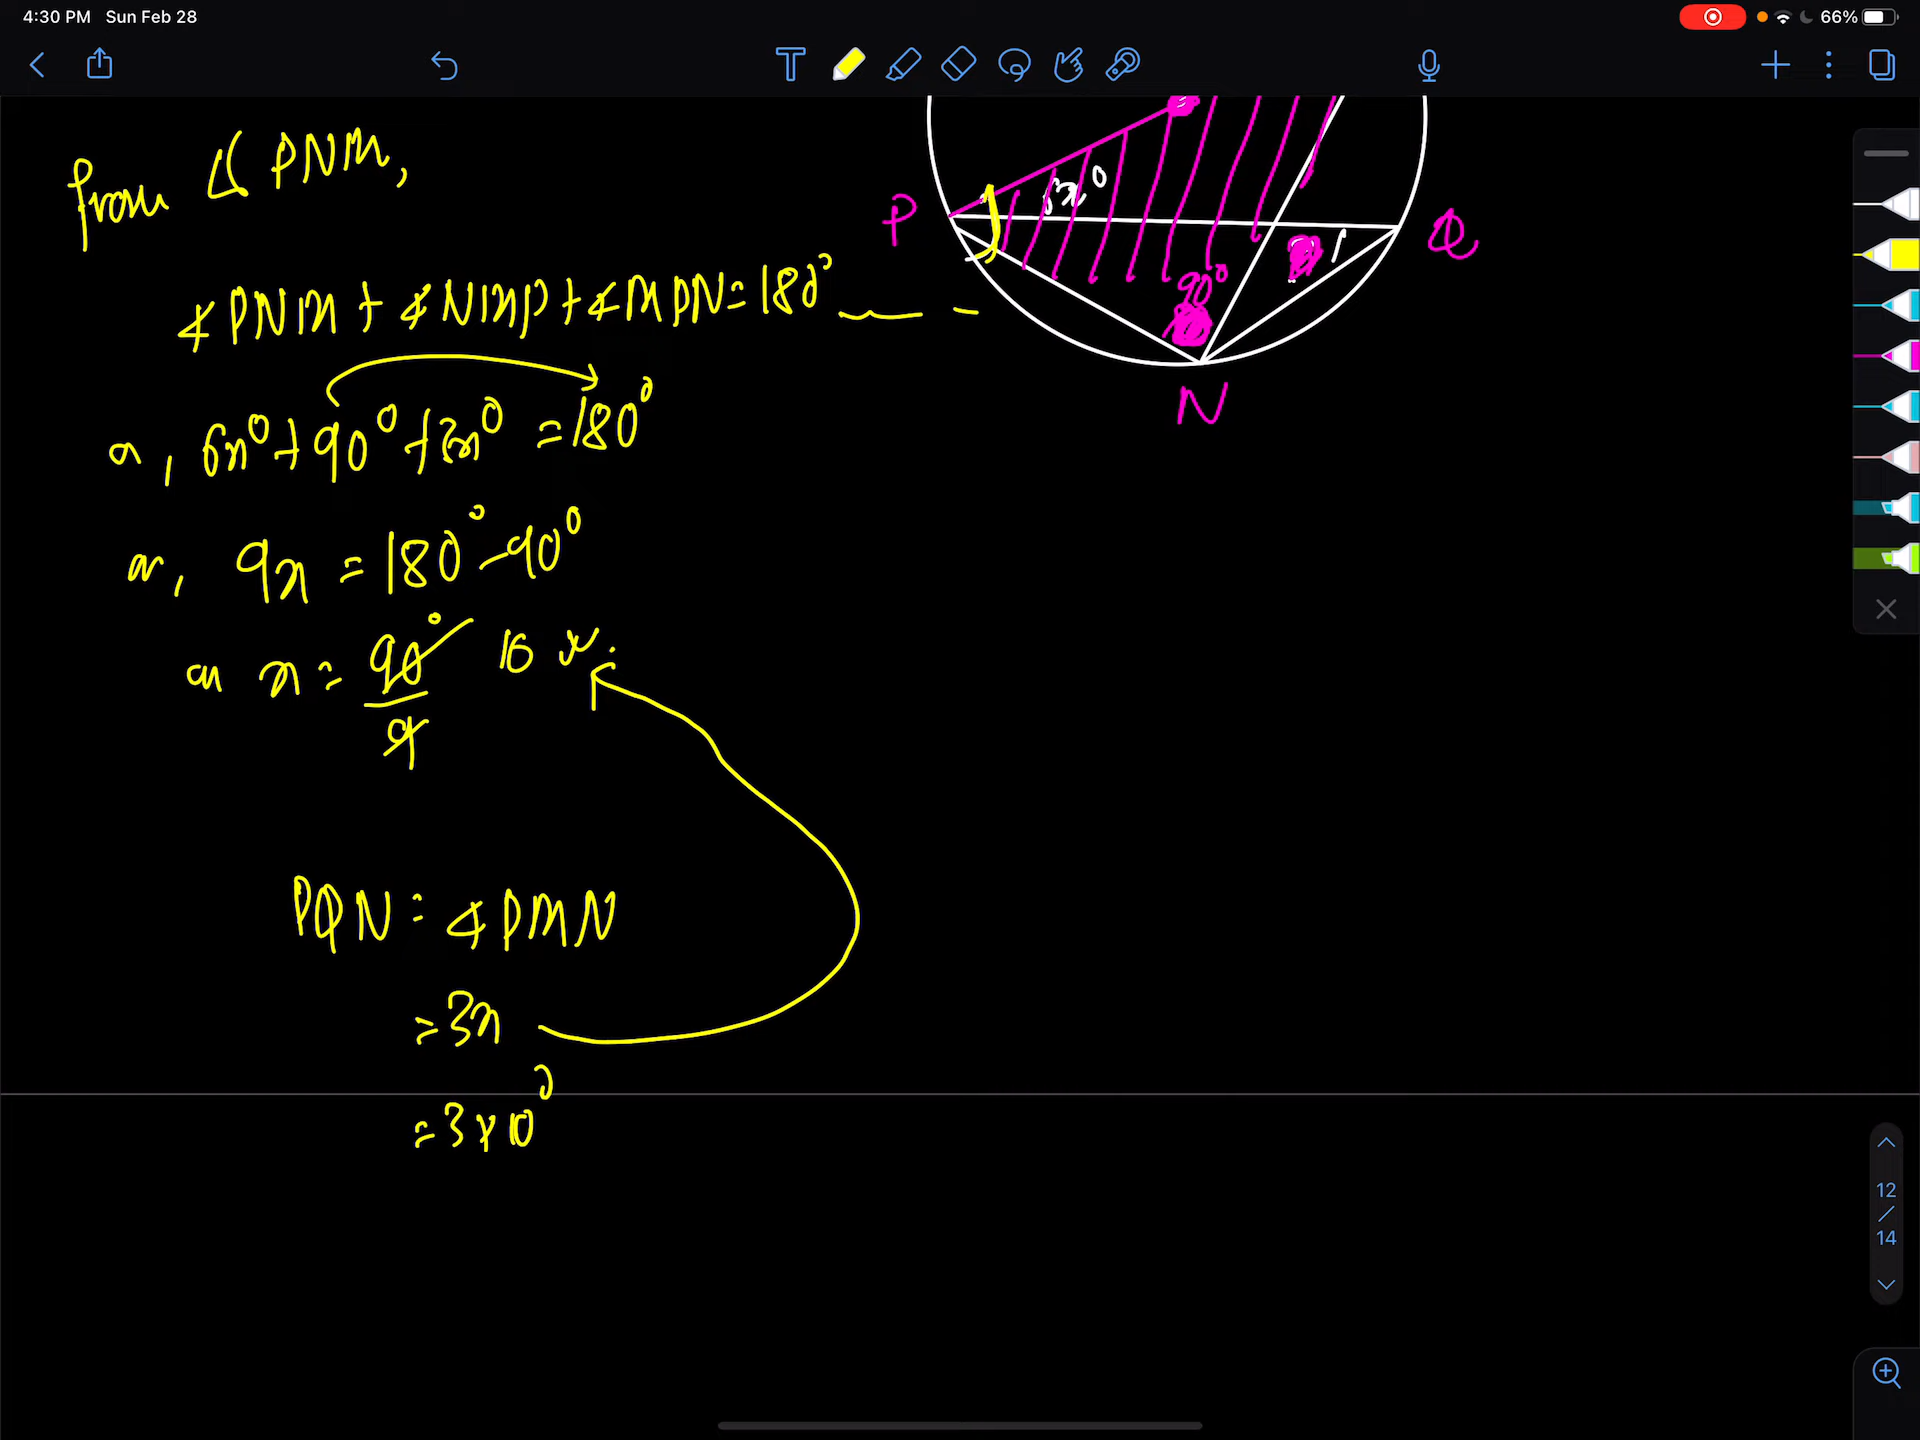 4:30 PM Sun Feb 28
66%
from Δ PNM,
3x°
P
Q
90°
N
∡PNM + ∡NMP + ∡MPN = 180°
or, 6x° + 90° + 3x° = 180°
or, 9x = 180° - 90°
or x = 90° 10
9
PQN = ∡PMN
= 3x
= 3×10°
12
/
14